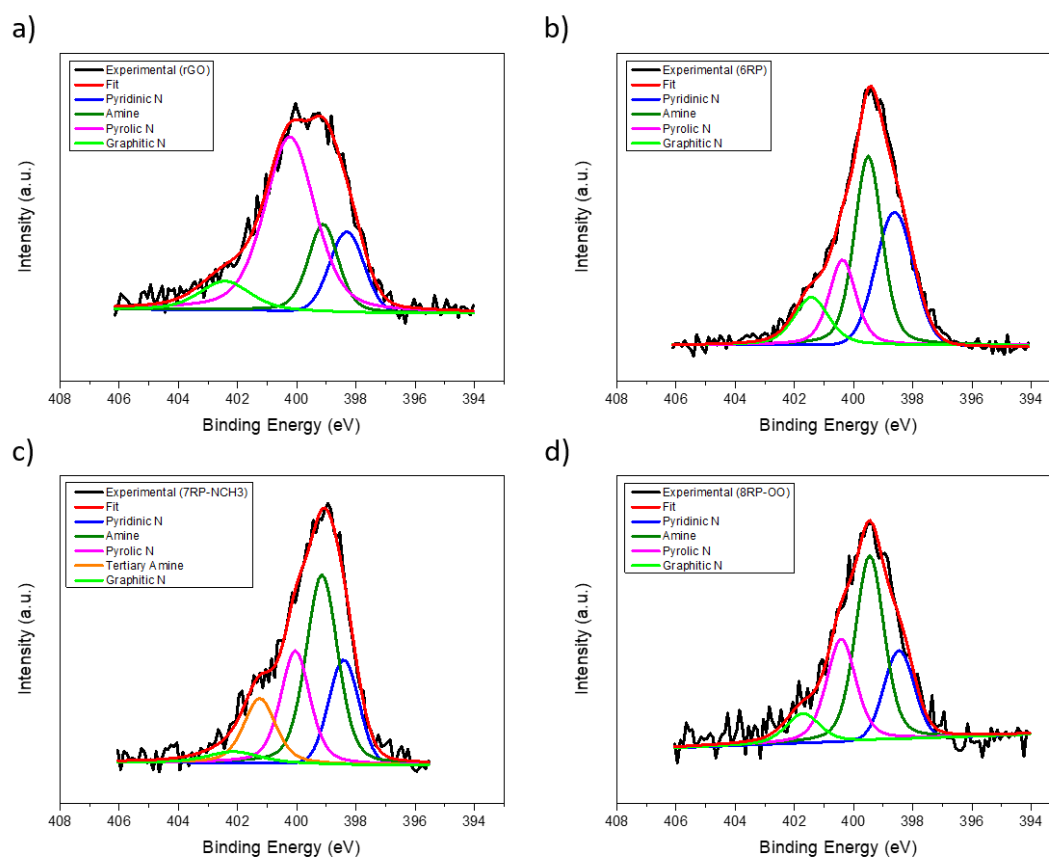 a)
Experimental (rGO)
Fit
Pyridinic N
Amine
Pyrolic N
Graphitic N
Intensity (a.u.)
408 406 404 402 400 398 396 394
Binding Energy (eV)
b)
Experimental (6RP)
Fit
Pyridinic N
Amine
Pyrolic N
Graphitic N
Intensity (a.u.)
408 406 404 402 400 398 396 394
Binding Energy (eV)
c)
Experimental (7RP-NCH3)
Fit
Pyridinic N
Amine
Pyrolic N
Tertiary Amine
Graphitic N
Intensity (a.u.)
408 406 404 402 400 398 396 394
Binding Energy (eV)
d)
Experimental (8RP-OO)
Fit
Pyridinic N
Amine
Pyrolic N
Graphitic N
Intensity (a.u.)
408 406 404 402 400 398 396 394
Binding Energy (eV)